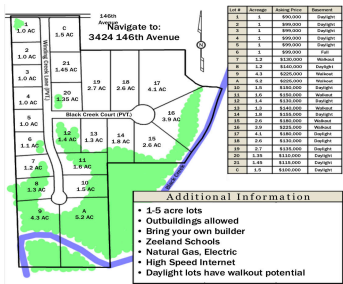 146th
Avenue
Navigate to:
3424 146th Avenue
N
1
1.0 AC
C
1.5 AC
2
1.0 AC
21
1.45 AC
3
1.0 AC
20
1.35 AC
19
2.7 AC
18
2.6 AC
17
4.1 AC
4
1.0 AC
Winding Creek Lane (PVT.)
Black Creek Court (PVT.)
16
3.9 AC
5
1.0 AC
6
1.1 AC
12
1.4 AC
13
1.3 AC
14
1.8 AC
15
2.6 AC
7
1.2 AC
11
1.6 AC
8
1.3 AC
10
1.5 AC
9
4.3 AC
A
5.2 AC
Black Creek
Lot # Acreage Asking Price Basement
1 1 $90,000 Daylight
2 1 $99,000 Daylight
3 1 $99,000 Daylight
4 1 $99,000 Daylight
5 1 $99,000 Daylight
6 1 $99,000 Full
7 1.2 $130,000 Walkout
8 1.2 $140,000 Daylight
9 4.3 $225,000 Walkout
A 5.2 $225,000 Walkout
10 1.5 $150,000 Daylight
11 1.6 $150,000 Walkout
12 1.4 $130,000 Daylight
13 1.3 $140,000 Walkout
14 1.8 $155,000 Daylight
15 2.6 $180,000 Walkout
16 3.9 $225,000 Walkout
17 4.1 $180,000 Daylight
18 2.6 $130,000 Daylight
19 2.7 $135,000 Daylight
20 1.35 $110,000 Daylight
21 1.45 $115,000 Daylight
C 1.5 $100,000 Daylight
Additional Information
• 1-5 acre lots
• Outbuildings allowed
• Bring your own builder
• Zeeland Schools
• Natural Gas, Electric
• High Speed Internet
• Daylight lots have walkout potential